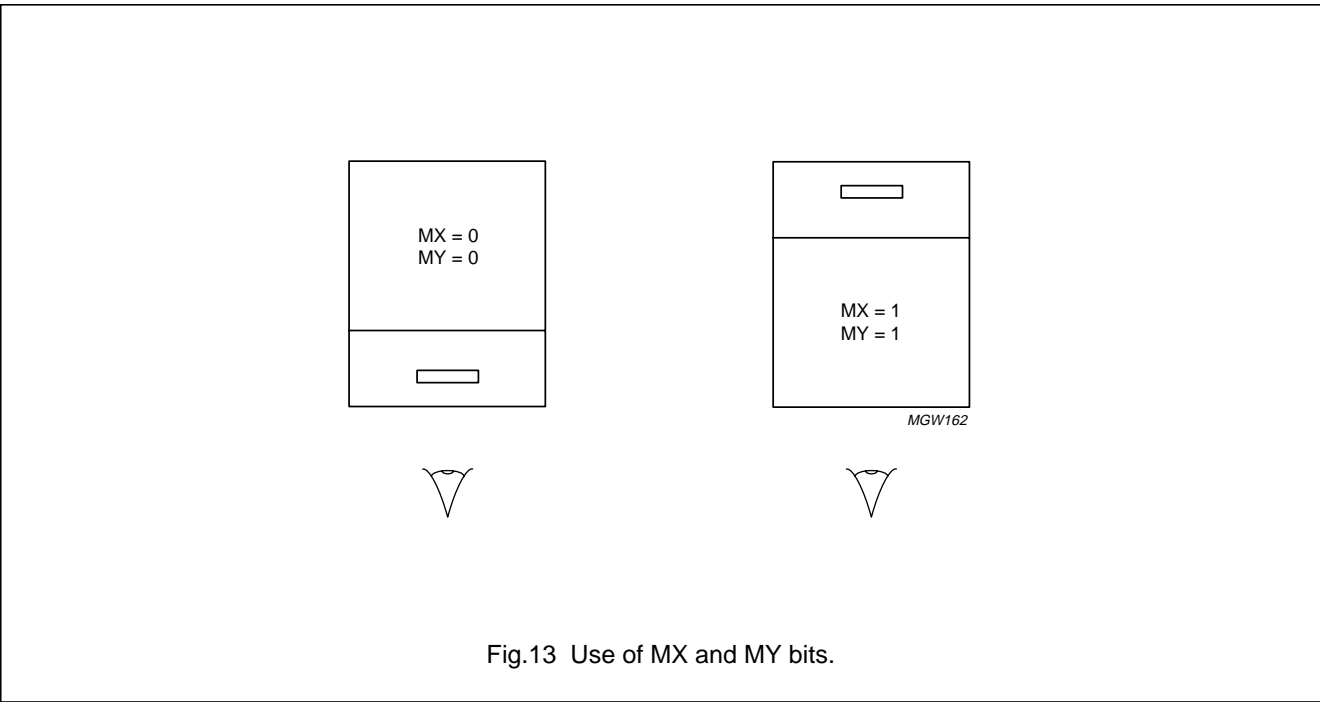 MX = 0
MY = 0
MX = 1
MY = 1
MGW162
Fig.13 Use of MX and MY bits.